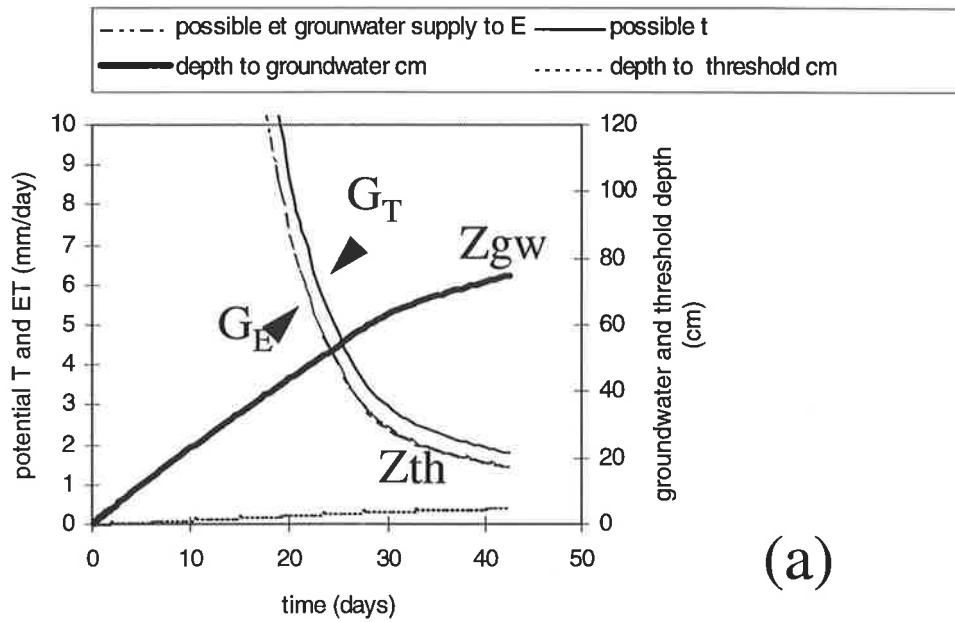 possible et grounwater supply to E
possible t
depth to groundwater cm
depth to threshold cm
potential T and ET (mm/day)
10
9
8
7
6
5
4
3
2
1
0
G_T
G_E
Zgw
Zth
120
100
80
60
40
20
0
groundwater and threshold depth
(cm)
0
10
20
30
40
50
time (days)
(a)